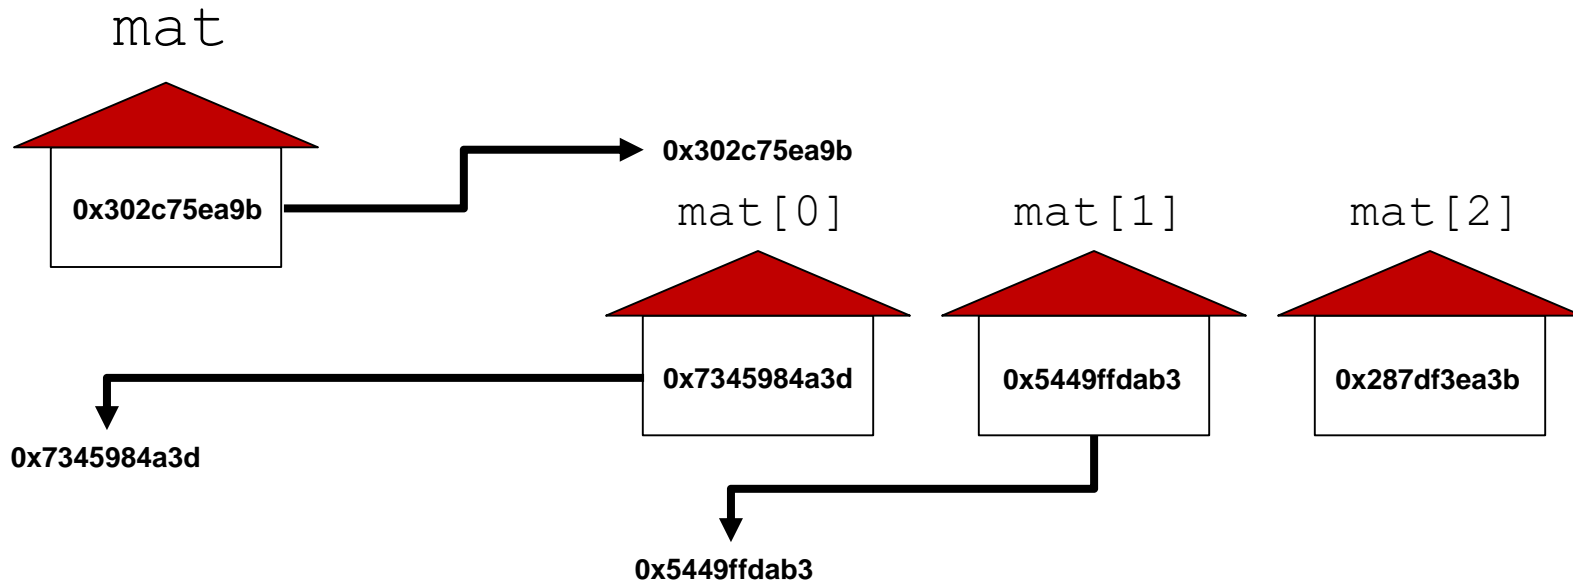 mat
0x302c75ea9b
0x302c75ea9b
mat[0] mat[1] mat[2]
0x7345984a3d 0x5449ffdab3 0x287df3ea3b
0x7345984a3d
0x5449ffdab3